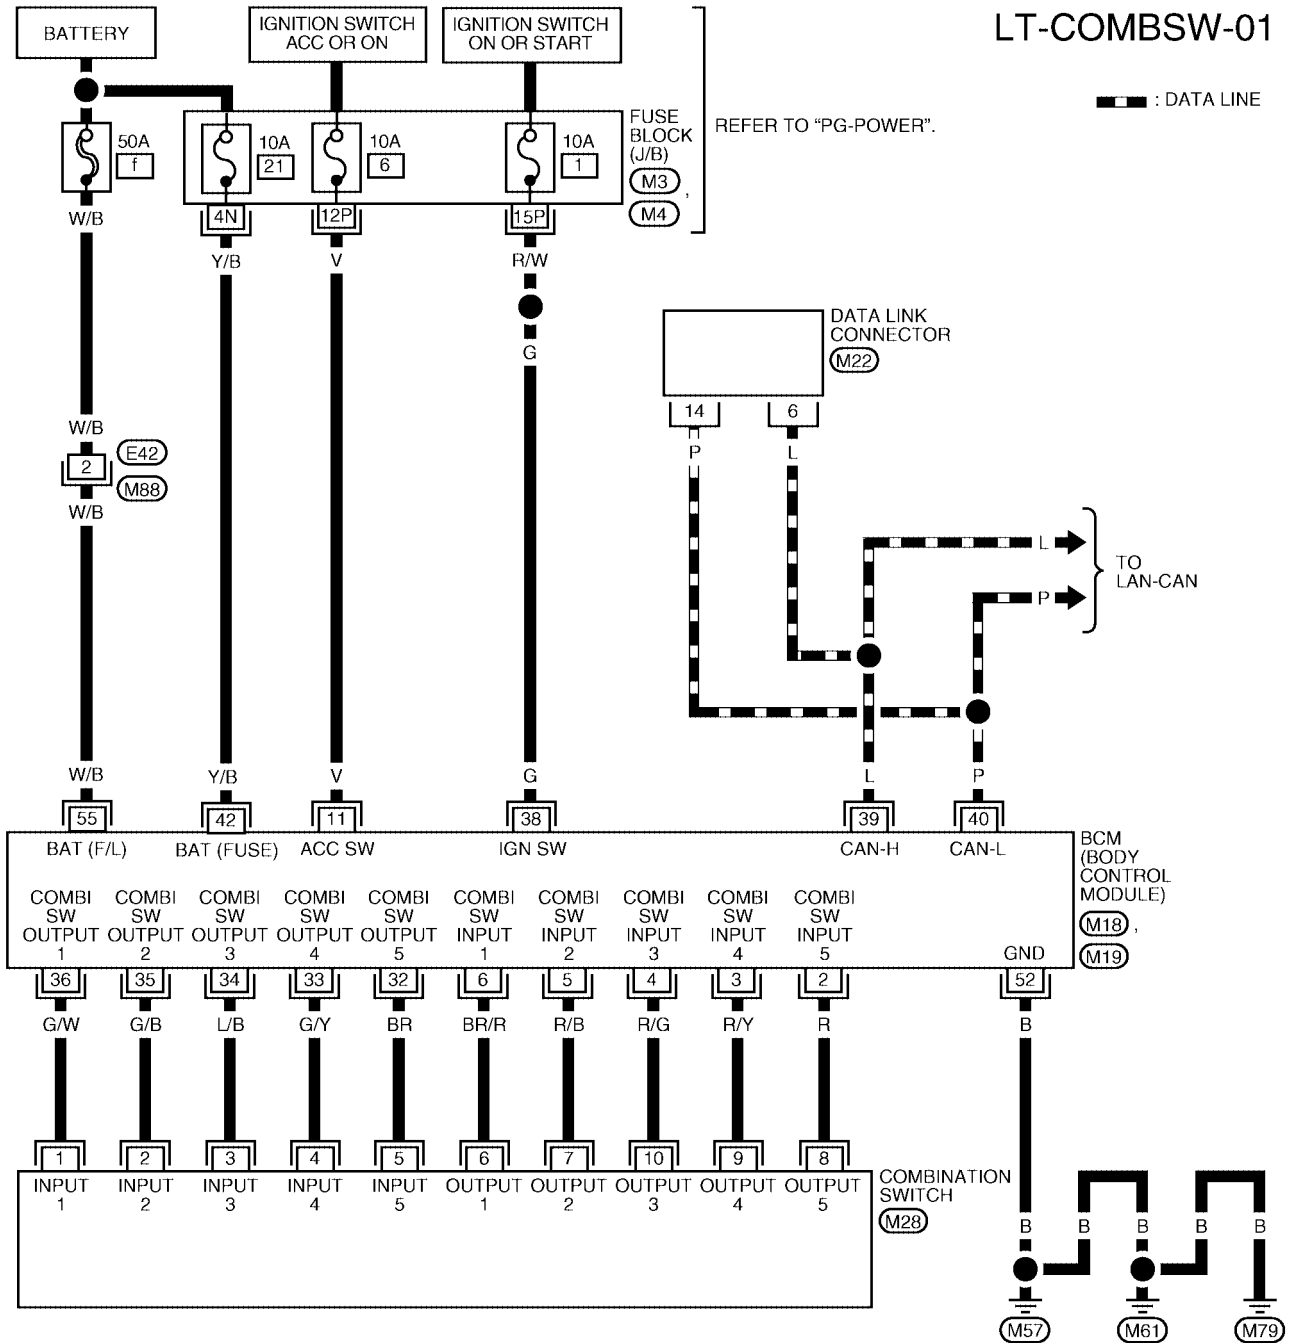 LT-COMBSW-01
BATTERY
IGNITION SWITCH
ACC OR ON
IGNITION SWITCH
ON OR START
: DATA LINE
50A
f
10A
21
10A
6
10A
1
FUSE
BLOCK
(J/B)
M3 ,
M4
REFER TO “PG-POWER”.
4N
12P
15P
W/B
Y/B
V
R/W
G
DATA LINK
CONNECTOR
M22
14
6
P
L
W/B
2
E42
M88
W/B
L
P
TO
LAN-CAN
W/B
Y/B
V
G
L
P
55
42
11
38
39
40
BAT (F/L)
BAT (FUSE)
ACC SW
IGN SW
CAN-H
CAN-L
BCM
(BODY
CONTROL
MODULE)
M18 ,
M19
COMBI
SW
OUTPUT
1
COMBI
SW
OUTPUT
2
COMBI
SW
OUTPUT
3
COMBI
SW
OUTPUT
4
COMBI
SW
OUTPUT
5
COMBI
SW
INPUT
1
COMBI
SW
INPUT
2
COMBI
SW
INPUT
3
COMBI
SW
INPUT
4
COMBI
SW
INPUT
5
GND
36
35
34
33
32
6
5
4
3
2
52
G/W
G/B
L/B
G/Y
BR
BR/R
R/B
R/G
R/Y
R
B
1
2
3
4
5
6
7
10
9
8
INPUT
1
INPUT
2
INPUT
3
INPUT
4
INPUT
5
OUTPUT
1
OUTPUT
2
OUTPUT
3
OUTPUT
4
OUTPUT
5
COMBINATION
SWITCH
M28
B
B
B
B
B
M57
M61
M79